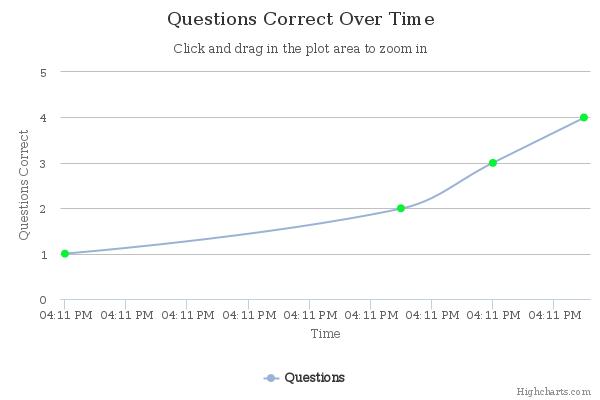 Questions Correct Over Time
Click and drag in the plot area to zoom in
Questions Correct
5
4
3
2
1
0
04:11 PM 04:11 PM 04:11 PM 04:11 PM 04:11 PM 04:11 PM 04:11 PM 04:11 PM 04:11 PM
Time
Questions
Highcharts.com